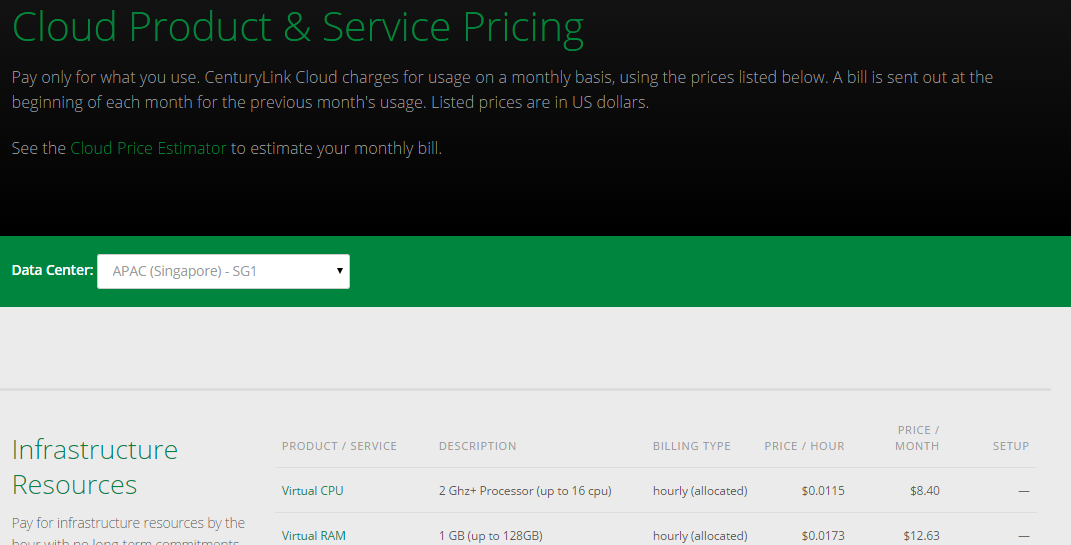 Cloud Product & Service Pricing
Pay only for what you use. CenturyLink Cloud charges for usage on a monthly basis, using the prices listed below. A bill is sent out at the
beginning of each month for the previous month's usage. Listed prices are in US dollars.
See the Cloud Price Estimator to estimate your monthly bill.
Data Center: APAC (Singapore) - SG1
Infrastructure
Resources
Pay for infrastructure resources by the
hour with no long-term commitments
PRODUCT / SERVICE DESCRIPTION BILLING TYPE PRICE / HOUR PRICE / MONTH SETUP
Virtual CPU 2 Ghz+ Processor (up to 16 cpu) hourly (allocated) $0.0115 $8.40 —
Virtual RAM 1 GB (up to 128GB) hourly (allocated) $0.0173 $12.63 —